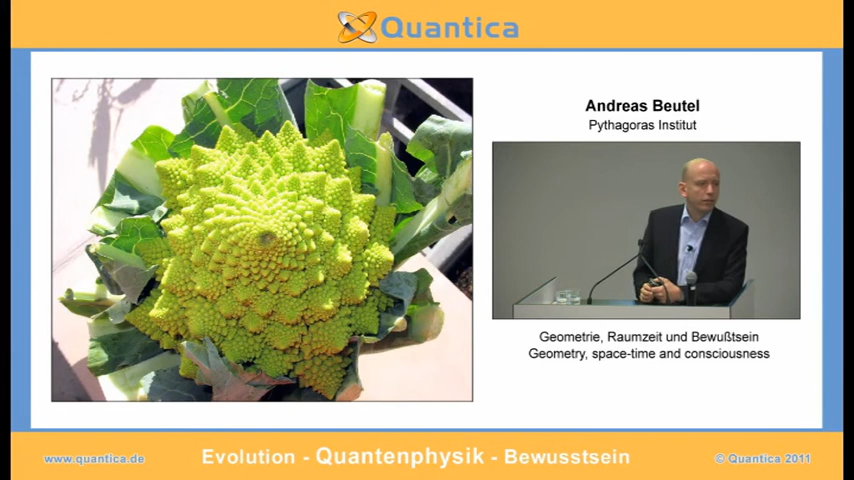 Quantica
Andreas Beutel
Pythagoras Institut
Geometrie, Raumzeit und Bewußtsein
Geometry, space-time and consciousness
www.quantica.de
Evolution - Quantenphysik - Bewusstsein
© Quantica 2011